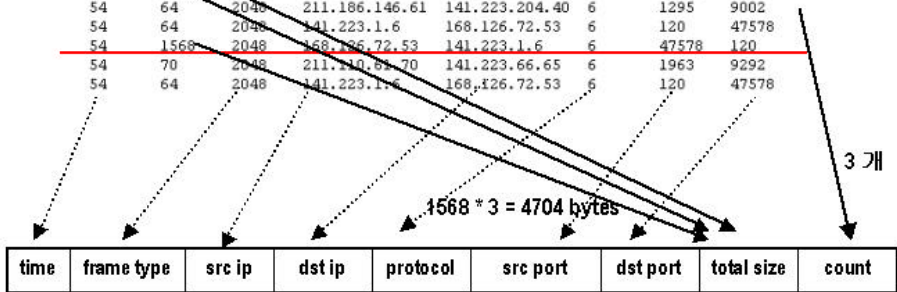 54 64 2048 211.186.146.61 141.223.204.40 6 1295 9002
54 64 2048 141.223.1.6 168.126.72.53 6 120 47578
54 1568 2048 168.126.72.53 141.223.1.6 6 47578 120
54 70 2048 211.110.61.70 141.223.66.65 6 1963 9292
54 64 2048 141.223.1.6 168.126.72.53 6 120 47578
3 개
1568 * 3 = 4704 bytes
time frame type src ip dst ip protocol src port dst port total size count